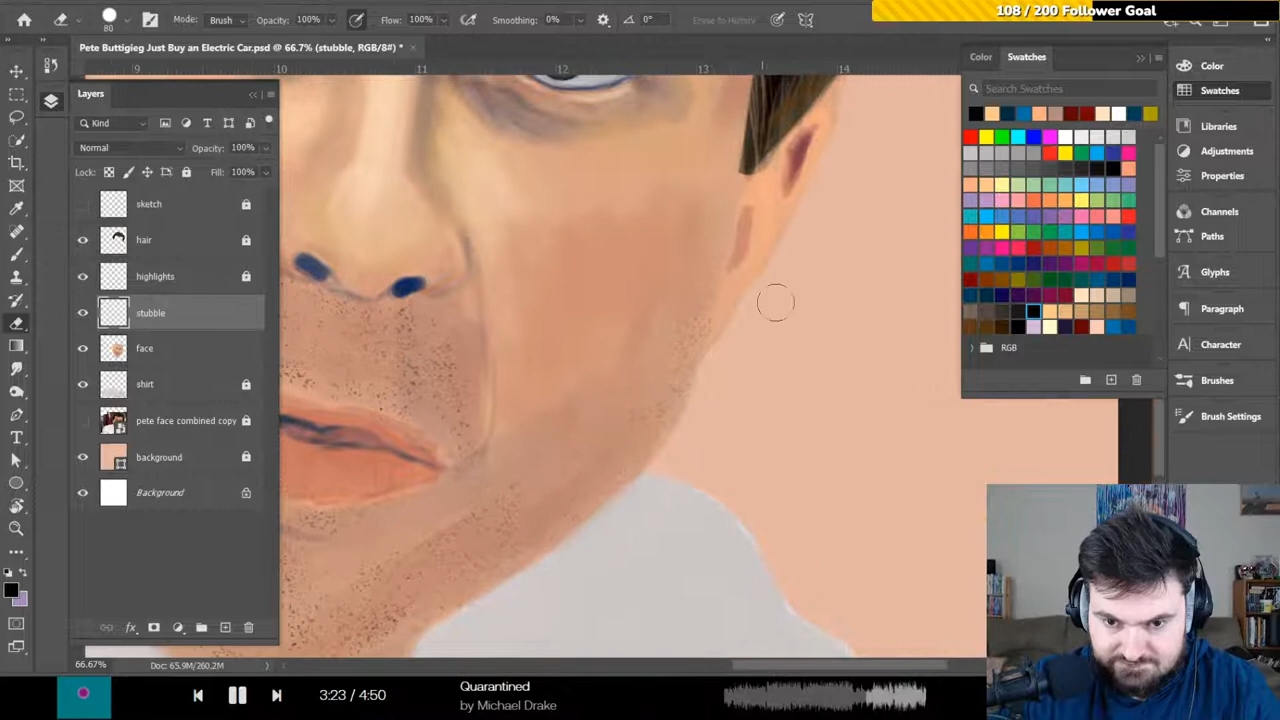 108 / 200 Follower Goal
80
Mode: Brush
Opacity: 100%
Flow: 100%
Smoothing: 0%
0°
Erase to History
Pete Buttigieg Just Buy an Electric Car.psd @ 66.7% (stubble, RGB/8#) *
9 10 11 12 13 14
Layers
Kind
Normal
Opacity: 100%
Lock:
Fill: 100%
sketch
hair
highlights
stubble
face
shirt
pete face combined copy
background
Background
fx
66.67%
Doc: 65.9M/260.2M
Color
Swatches
Search Swatches
RGB
Color
Swatches
Libraries
Adjustments
Properties
Channels
Paths
Glyphs
Paragraph
Character
Brushes
Brush Settings
3:23 / 4:50
Quarantined
by Michael Drake